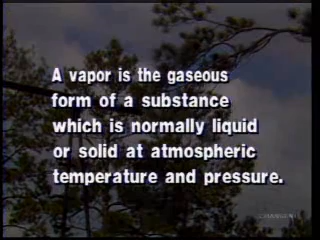 A vapor is the gaseous
form of a substance
which is normally liquid
or solid at atmospheric
temperature and pressure.